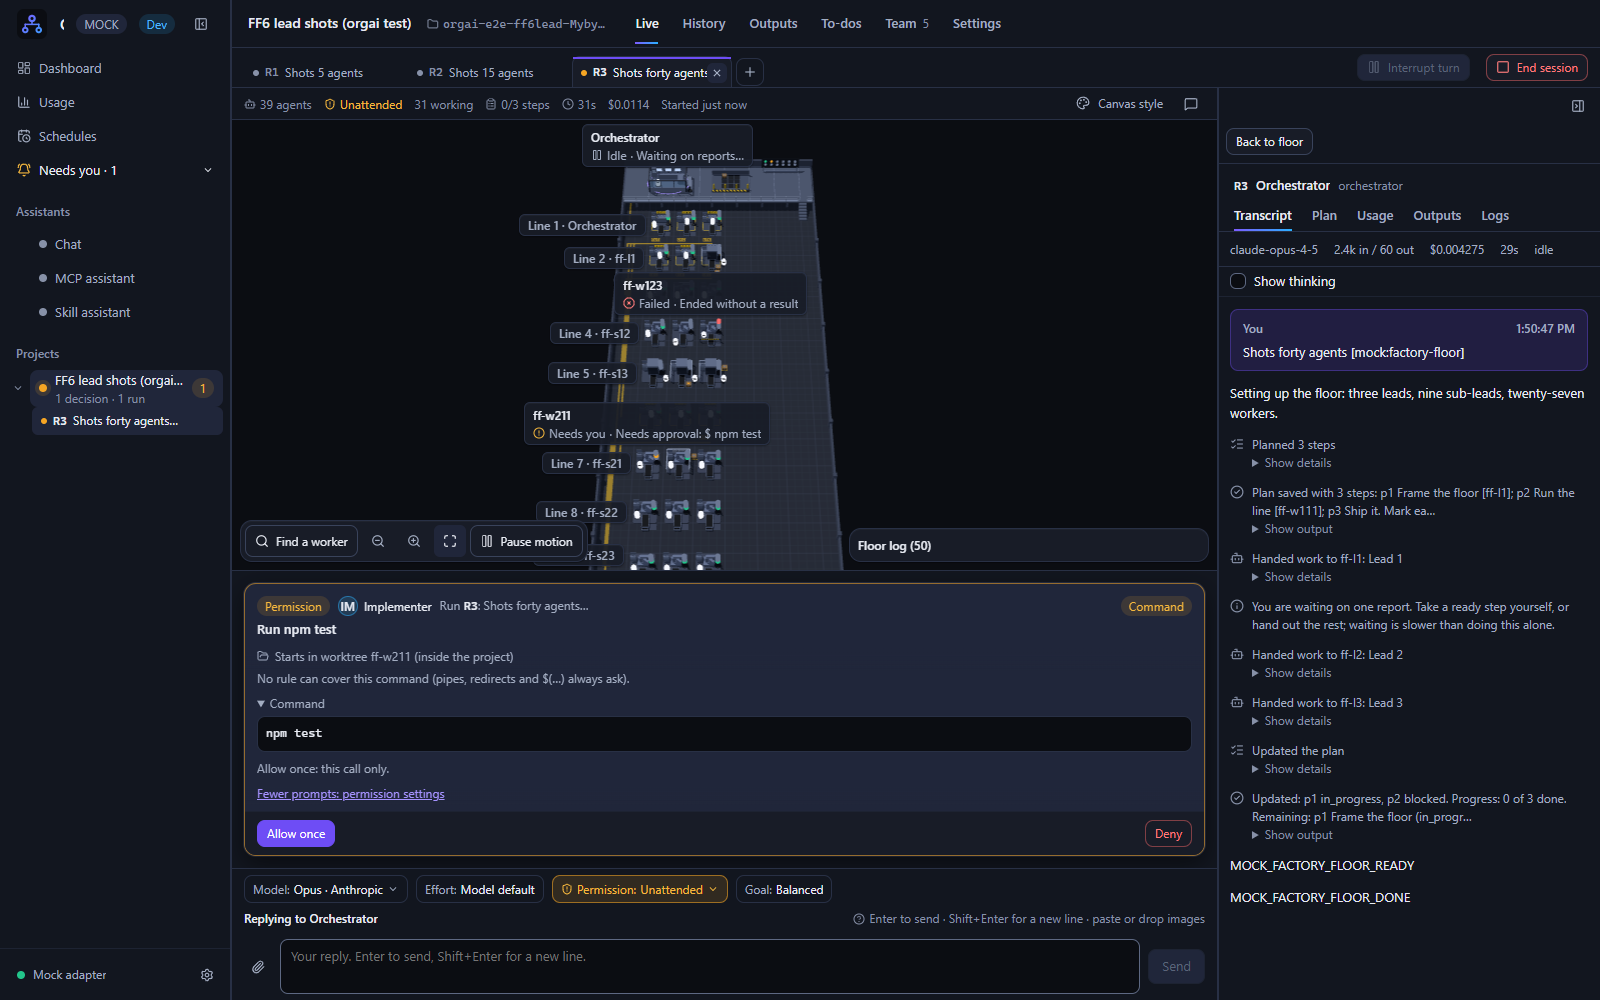 MOCK
Dev
Dashboard
Usage
Schedules
Needs you · 1
Assistants
Chat
MCP assistant
Skill assistant
Projects
FF6 lead shots (orgai...
1
1 decision · 1 run
R3 Shots forty agents...
Mock adapter
FF6 lead shots (orgai test)
orgai-e2e-ff6lead-Myby...
Live
History
Outputs
To-dos
Team 5
Settings
R1 Shots 5 agents
R2 Shots 15 agents
R3 Shots forty agents
Interrupt turn
End session
39 agents
Unattended
31 working
0/3 steps
31s
$0.0114
Started just now
Canvas style
Orchestrator
Idle · Waiting on reports...
Line 1 · Orchestrator
Line 2 · ff-l1
ff-w123
Failed · Ended without a result
Line 4 · ff-s12
Line 5 · ff-s13
ff-w211
Needs you · Needs approval: $ npm test
Line 7 · ff-s21
Line 8 · ff-s22
ff-s23
Find a worker
Pause motion
Floor log (50)
Permission
IM
Implementer
Run R3: Shots forty agents...
Command
Run npm test
Starts in worktree ff-w211 (inside the project)
No rule can cover this command (pipes, redirects and $(...) always ask).
Command
npm test
Allow once: this call only.
Fewer prompts: permission settings
Allow once
Deny
Model: Opus · Anthropic
Effort: Model default
Permission: Unattended
Goal: Balanced
Replying to Orchestrator
Enter to send · Shift+Enter for a new line · paste or drop images
Your reply. Enter to send, Shift+Enter for a new line.
Send
Back to floor
R3 Orchestrator orchestrator
Transcript
Plan
Usage
Outputs
Logs
claude-opus-4-5
2.4k in / 60 out
$0.004275
29s
idle
Show thinking
You
1:50:47 PM
Shots forty agents [mock:factory-floor]
Setting up the floor: three leads, nine sub-leads, twenty-seven
workers.
Planned 3 steps
Show details
Plan saved with 3 steps: p1 Frame the floor [ff-l1]; p2 Run the
line [ff-w111]; p3 Ship it. Mark ea...
Show output
Handed work to ff-l1: Lead 1
Show details
You are waiting on one report. Take a ready step yourself, or
hand out the rest; waiting is slower than doing this alone.
Handed work to ff-l2: Lead 2
Show details
Handed work to ff-l3: Lead 3
Show details
Updated the plan
Show details
Updated: p1 in_progress, p2 blocked. Progress: 0 of 3 done.
Remaining: p1 Frame the floor (in_progr...
Show output
MOCK_FACTORY_FLOOR_READY
MOCK_FACTORY_FLOOR_DONE